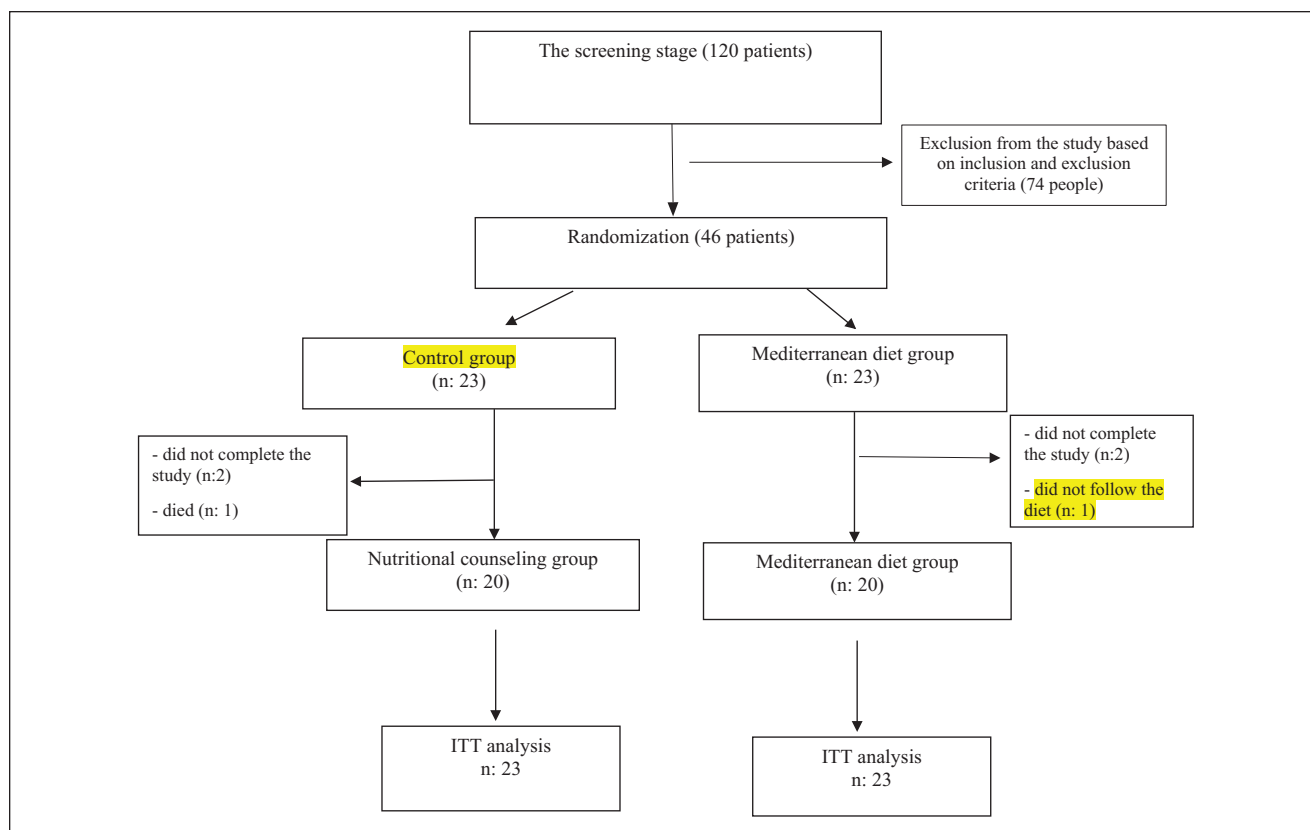 The screening stage (120 patients)
Exclusion from the study based
on inclusion and exclusion
criteria (74 people)
Randomization (46 patients)
Control group
(n: 23)
Mediterranean diet group
(n: 23)
- did not complete the
study (n:2)
- died (n: 1)
- did not complete
the study (n:2)
- did not follow the
diet (n: 1)
Nutritional counseling group
(n: 20)
Mediterranean diet group
(n: 20)
ITT analysis
n: 23
ITT analysis
n: 23